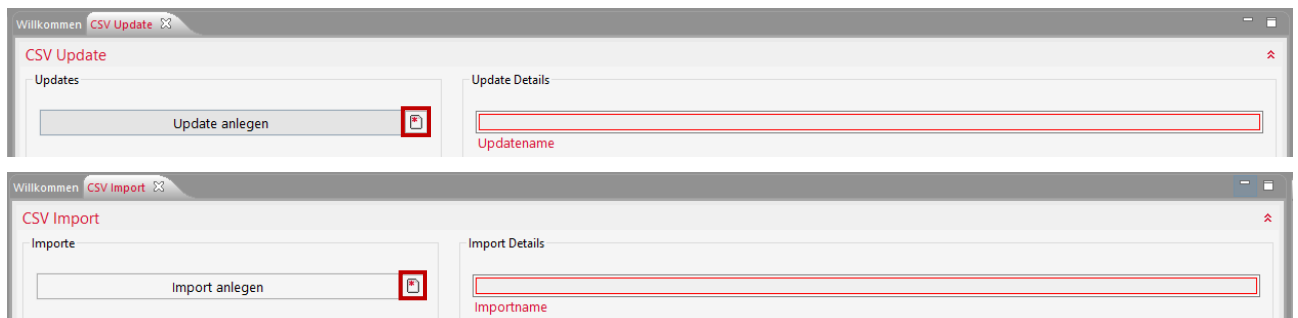 Willkommen CSV Update
CSV Update
Updates
Update Details
Update anlegen
Updatename
Willkommen CSV Import
CSV Import
Importe
Import Details
Import anlegen
Importname